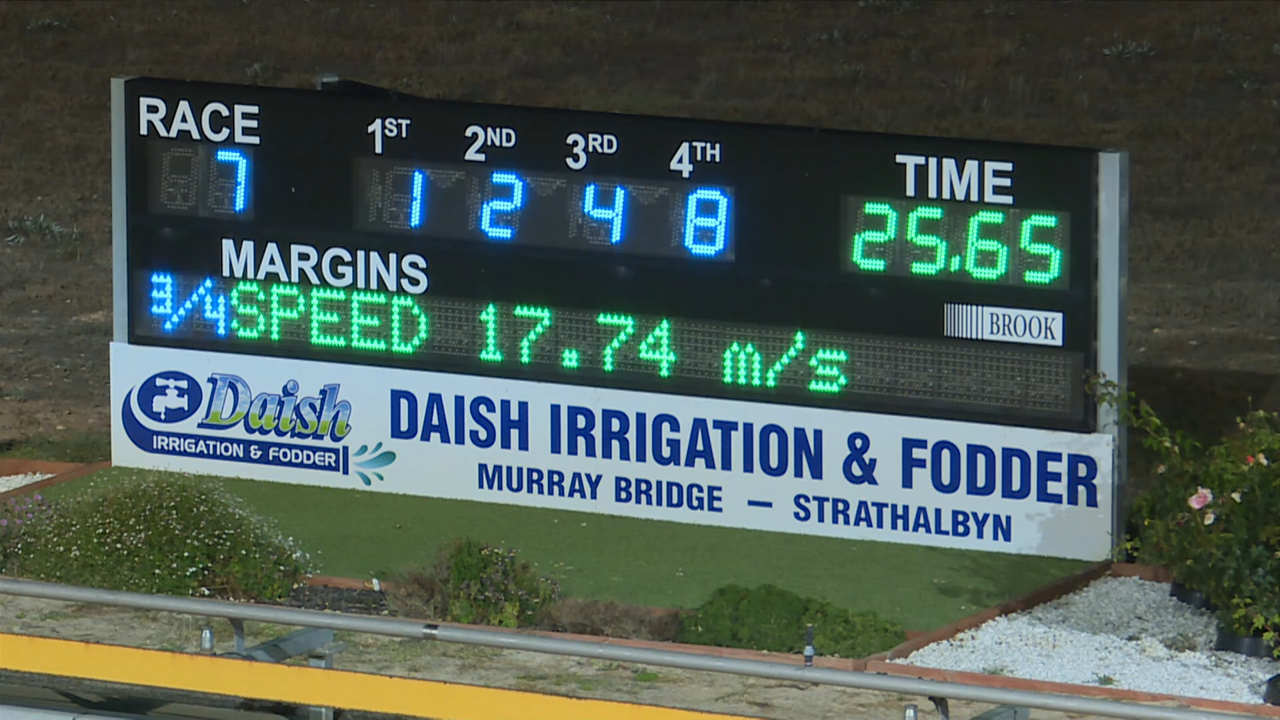 RACE 1ST 2ND 3RD 4TH TIME
7 1 2 4 8 25.65
MARGINS
3/4 SPEED 17.74 m/s
BROOK
Daish
IRRIGATION & FODDER
DAISH IRRIGATION & FODDER
MURRAY BRIDGE – STRATHALBYN